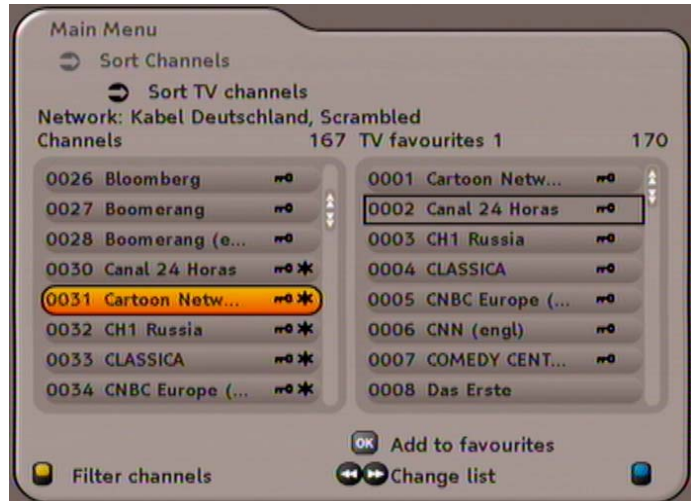 Main Menu
Sort Channels
Sort TV channels
Network: Kabel Deutschland, Scrambled
Channels 167 TV favourites 1 170
0026 Bloomberg
0027 Boomerang
0028 Boomerang (e...
0030 Canal 24 Horas
0031 Cartoon Netw...
0032 CH1 Russia
0033 CLASSICA
0034 CNBC Europe (...
0001 Cartoon Netw...
0002 Canal 24 Horas
0003 CH1 Russia
0004 CLASSICA
0005 CNBC Europe (...
0006 CNN (engl)
0007 COMEDY CENT...
0008 Das Erste
OK Add to favourites
Filter channels
Change list